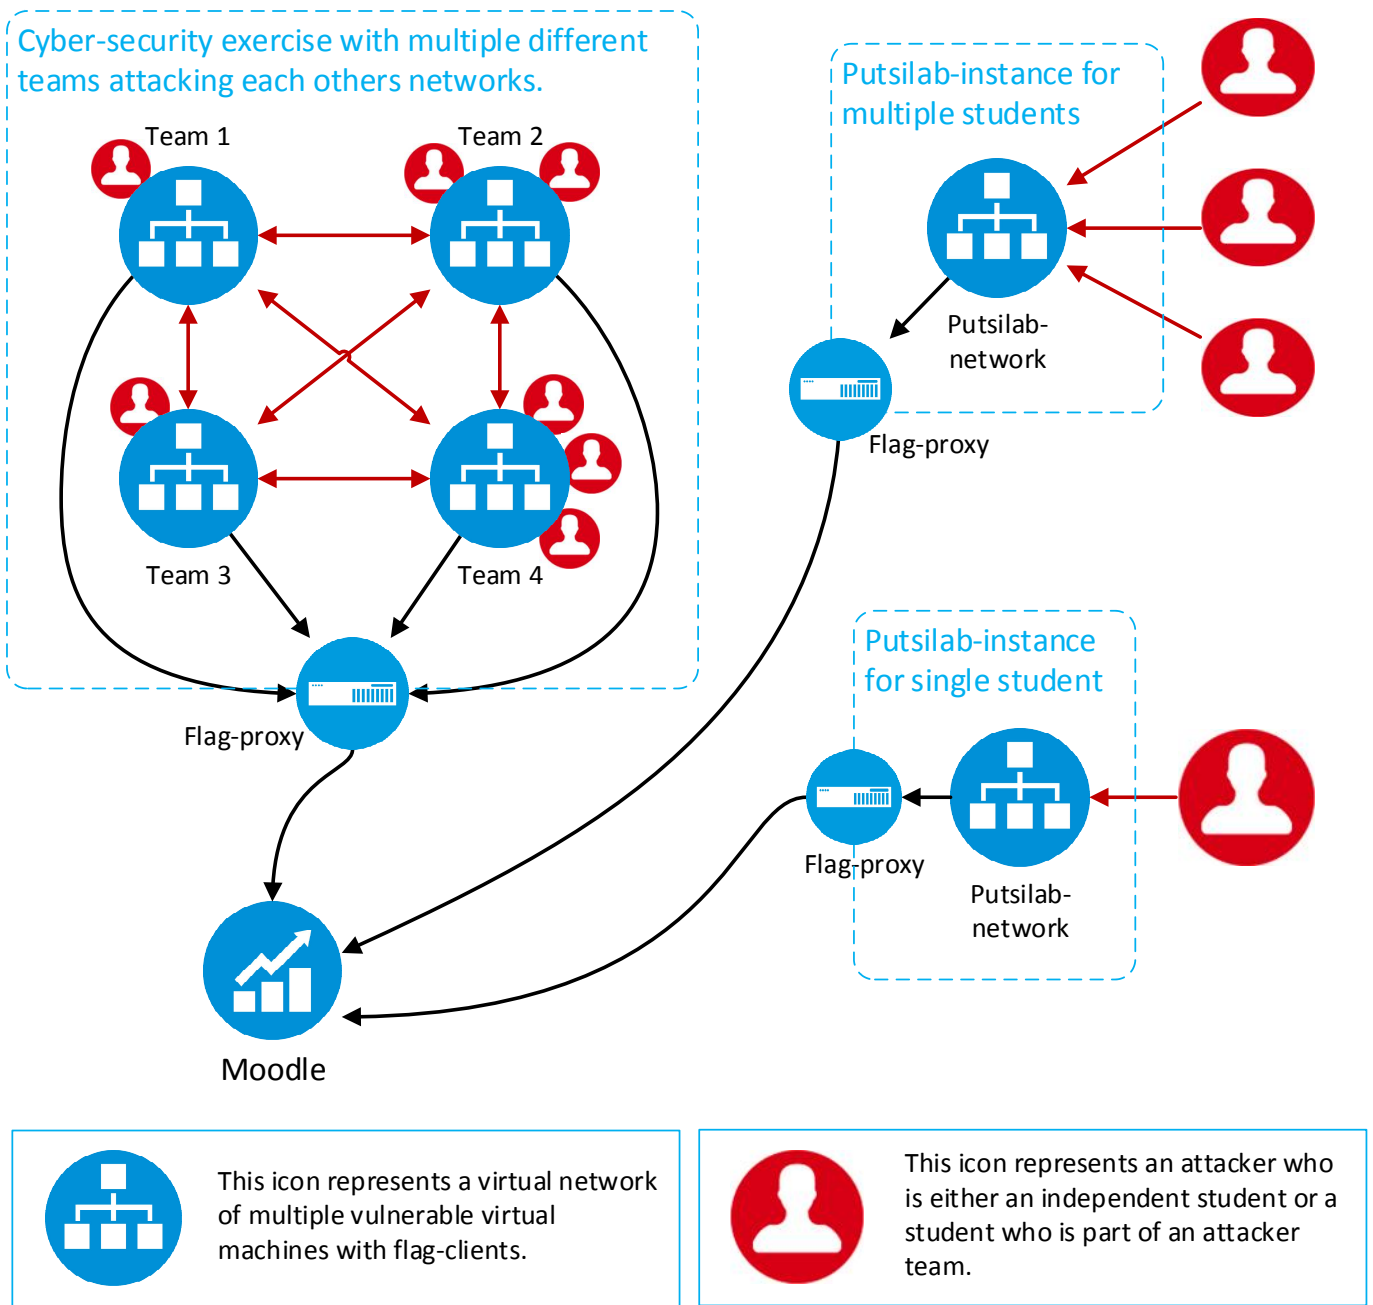 Cyber-security exercise with multiple different
teams attacking each others networks.
Team 1
Team 2
Team 3
Team 4
Flag-proxy
Putsilab-instance for
multiple students
Putsilab-
network
Flag-proxy
Putsilab-instance
for single student
Flag-proxy
Putsilab-
network
Moodle
This icon represents a virtual network
of multiple vulnerable virtual
machines with flag-clients.
This icon represents an attacker who
is either an independent student or a
student who is part of an attacker
team.